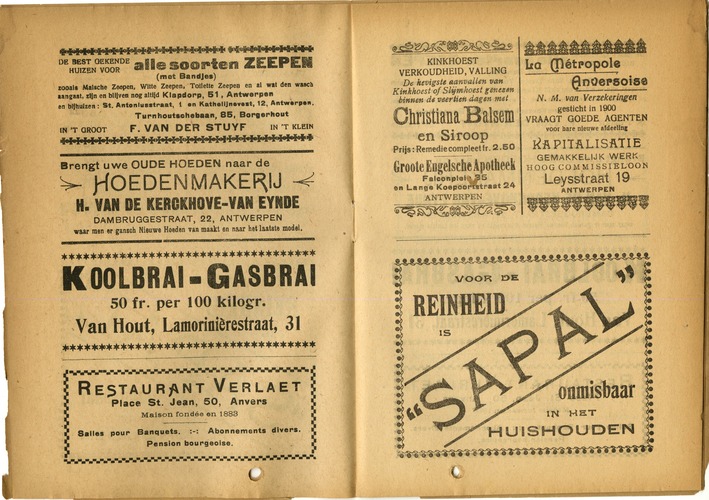 DE BEST GEKENDE
HUIZEN VOOR alle soorten ZEEPEN
(met Bandjes)
zooals Malsche Zeepen, Witte Zeepen, Toilette Zeepen en al wat den wasch
aangaat, zijn en blijven nog altijd Klapdorp, 51, Antwerpen
en bijhuizen: St. Antoniusstraat, 1 en Kathelijnevest, 12, Antwerpen,
Turnhoutschebaan, 85, Borgerhout
IN 'T GROOT F. VAN DER STUYF IN 'T KLEIN
Brengt uwe OUDE HOEDEN naar de
HOEDENMAKERIJ
H. VAN DE KERCKHOVE-VAN EYNDE
DAMBRUGGESTRAAT, 22, ANTWERPEN
waar men er gansch Nieuwe Hoeden van maakt en naar het laatste model.
KOOLBRAI - GASBRAI
50 fr. per 100 kilogr.
Van Hout, Lamorinièrestraat, 31
RESTAURANT VERLAET
Place St. Jean, 50, Anvers
Maison fondée en 1883
Salles pour Banquets. :-: Abonnements divers.
Pension bourgeoise.
KINKHOEST
VERKOUDHEID, VALLING
De hevigste aanvallen van
Kinkhoest of Slijmhoest genezen
binnen de veertien dagen met
Christiana Balsem
en Siroop
Prijs: Remedie compleet fr. 2.50
Groote Engelsche Apotheek
Falconplein 35
en Lange Koepoortstraat 24
ANTWERPEN
La Métropole
Anversoise
N. M. van Verzekeringen
gesticht in 1900
VRAAGT GOEDE AGENTEN
voor hare nieuwe afdeeling
KAPITALISATIE
GEMAKKELIJK WERK
HOOG COMMISSIELOON
Leysstraat 19
ANTWERPEN
VOOR DE
REINHEID
IS
"SAPAL"
onmisbaar
IN HET
HUISHOUDEN